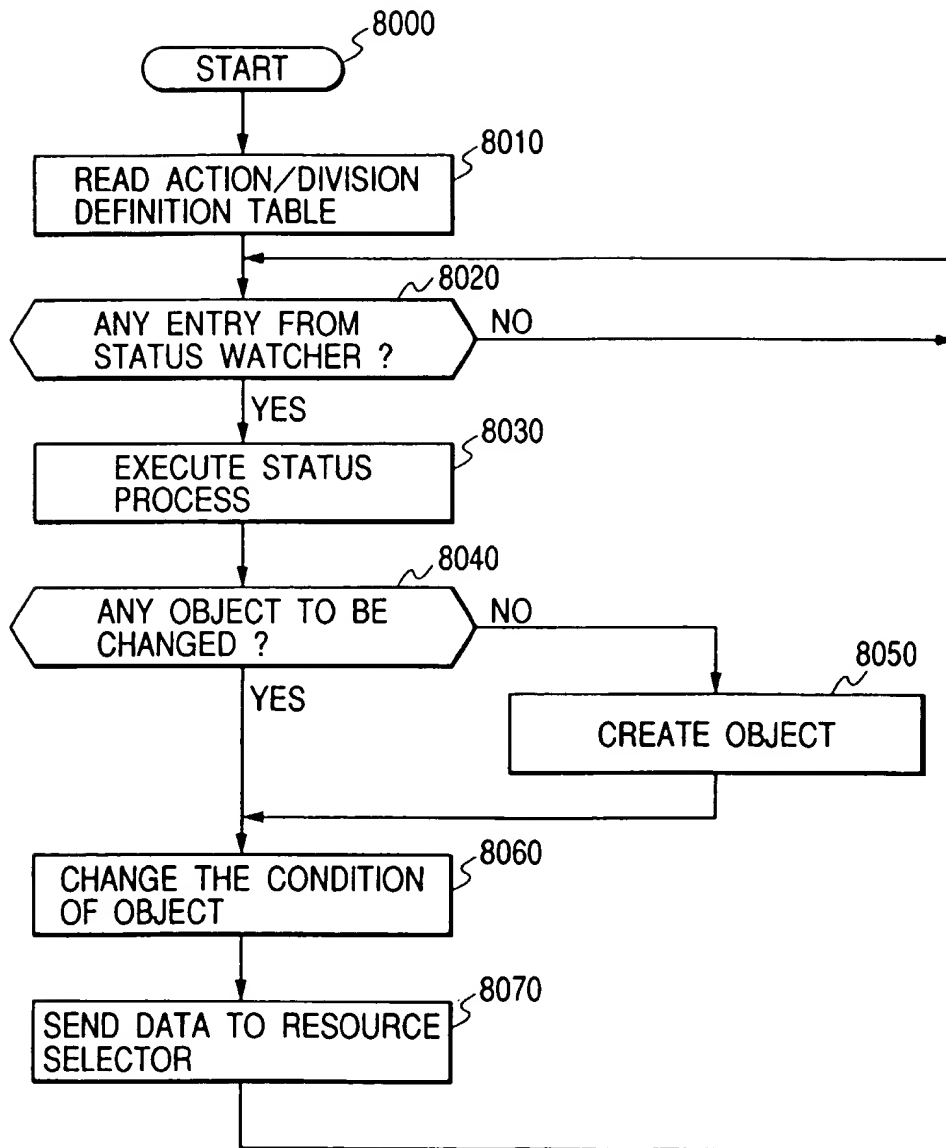 8000
START
8010
READ ACTION/DIVISION
DEFINITION TABLE
8020
ANY ENTRY FROM
STATUS WATCHER ?
NO
YES
8030
EXECUTE STATUS
PROCESS
8040
ANY OBJECT TO BE
CHANGED ?
NO
YES
8050
CREATE OBJECT
8060
CHANGE THE CONDITION
OF OBJECT
8070
SEND DATA TO RESOURCE
SELECTOR